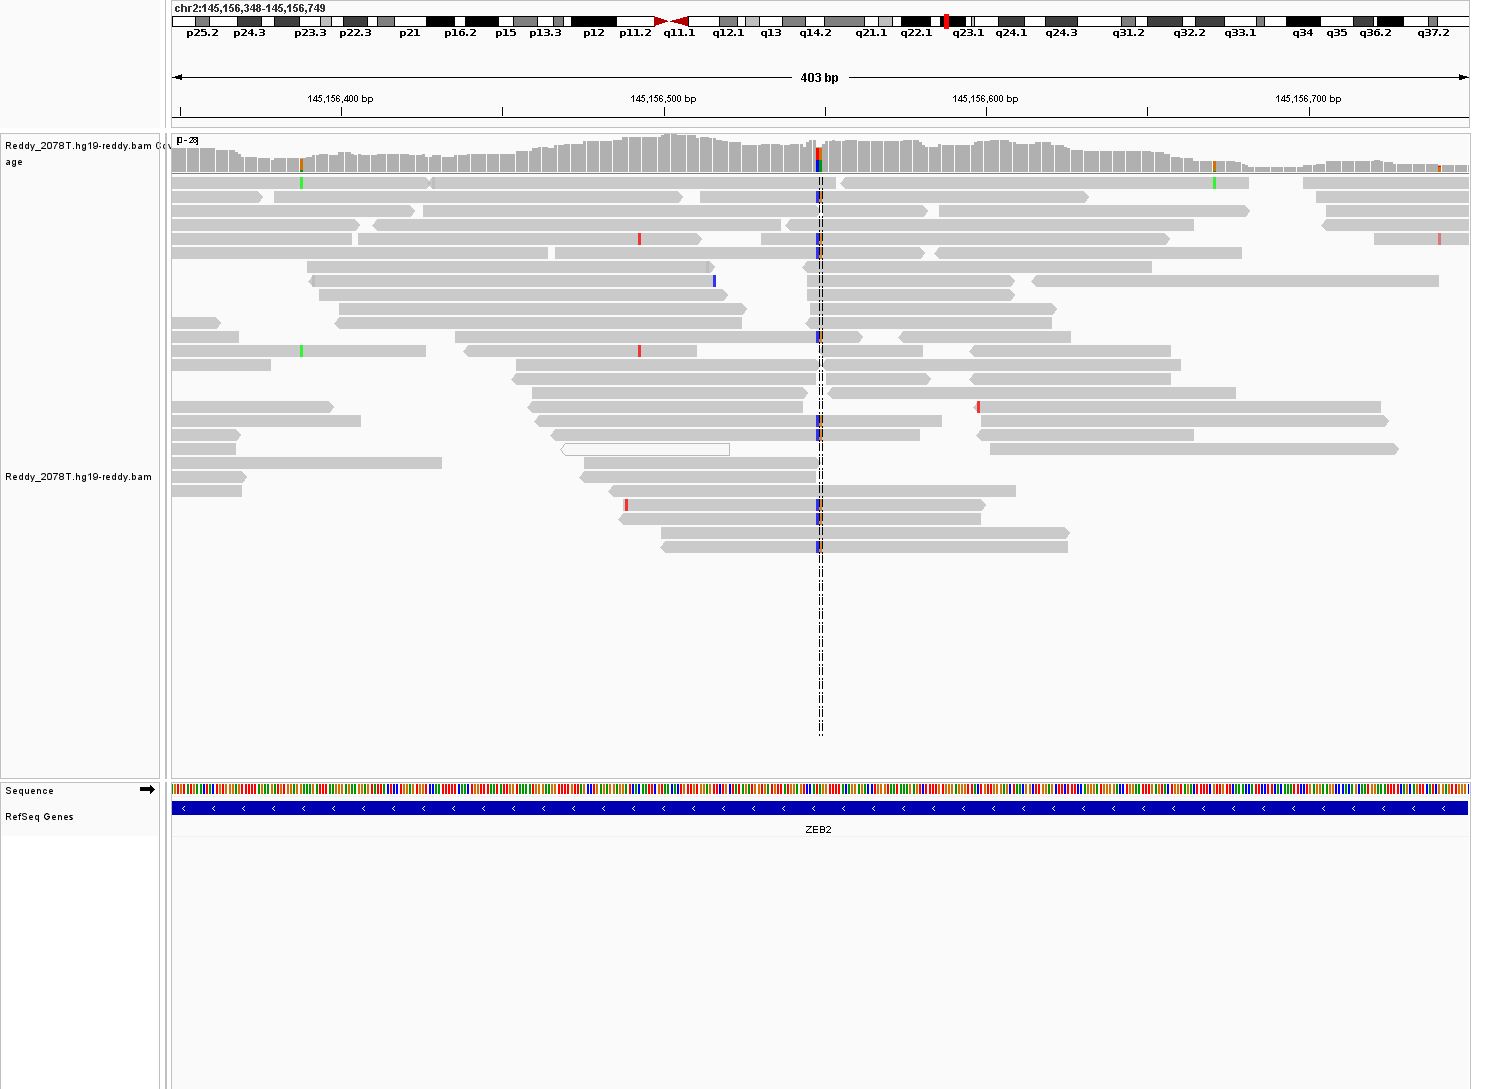 chr2:145,156,348-145,156,749
p25.2 p24.3 p23.3 p22.3 p21 p16.2 p15 p13.3 p12 p11.2 q11.1 q12.1 q13 q14.2 q21.1 q22.1 q23.1 q24.1 q24.3 q31.2 q32.2 q33.1 q34 q35 q36.2 q37.2
403 bp
145,156,400 bp 145,156,500 bp 145,156,600 bp 145,156,700 bp
[0 - 28]
Reddy_2078T.hg19-reddy.bam Cov
age
Reddy_2078T.hg19-reddy.bam
Sequence
RefSeq Genes
ZEB2